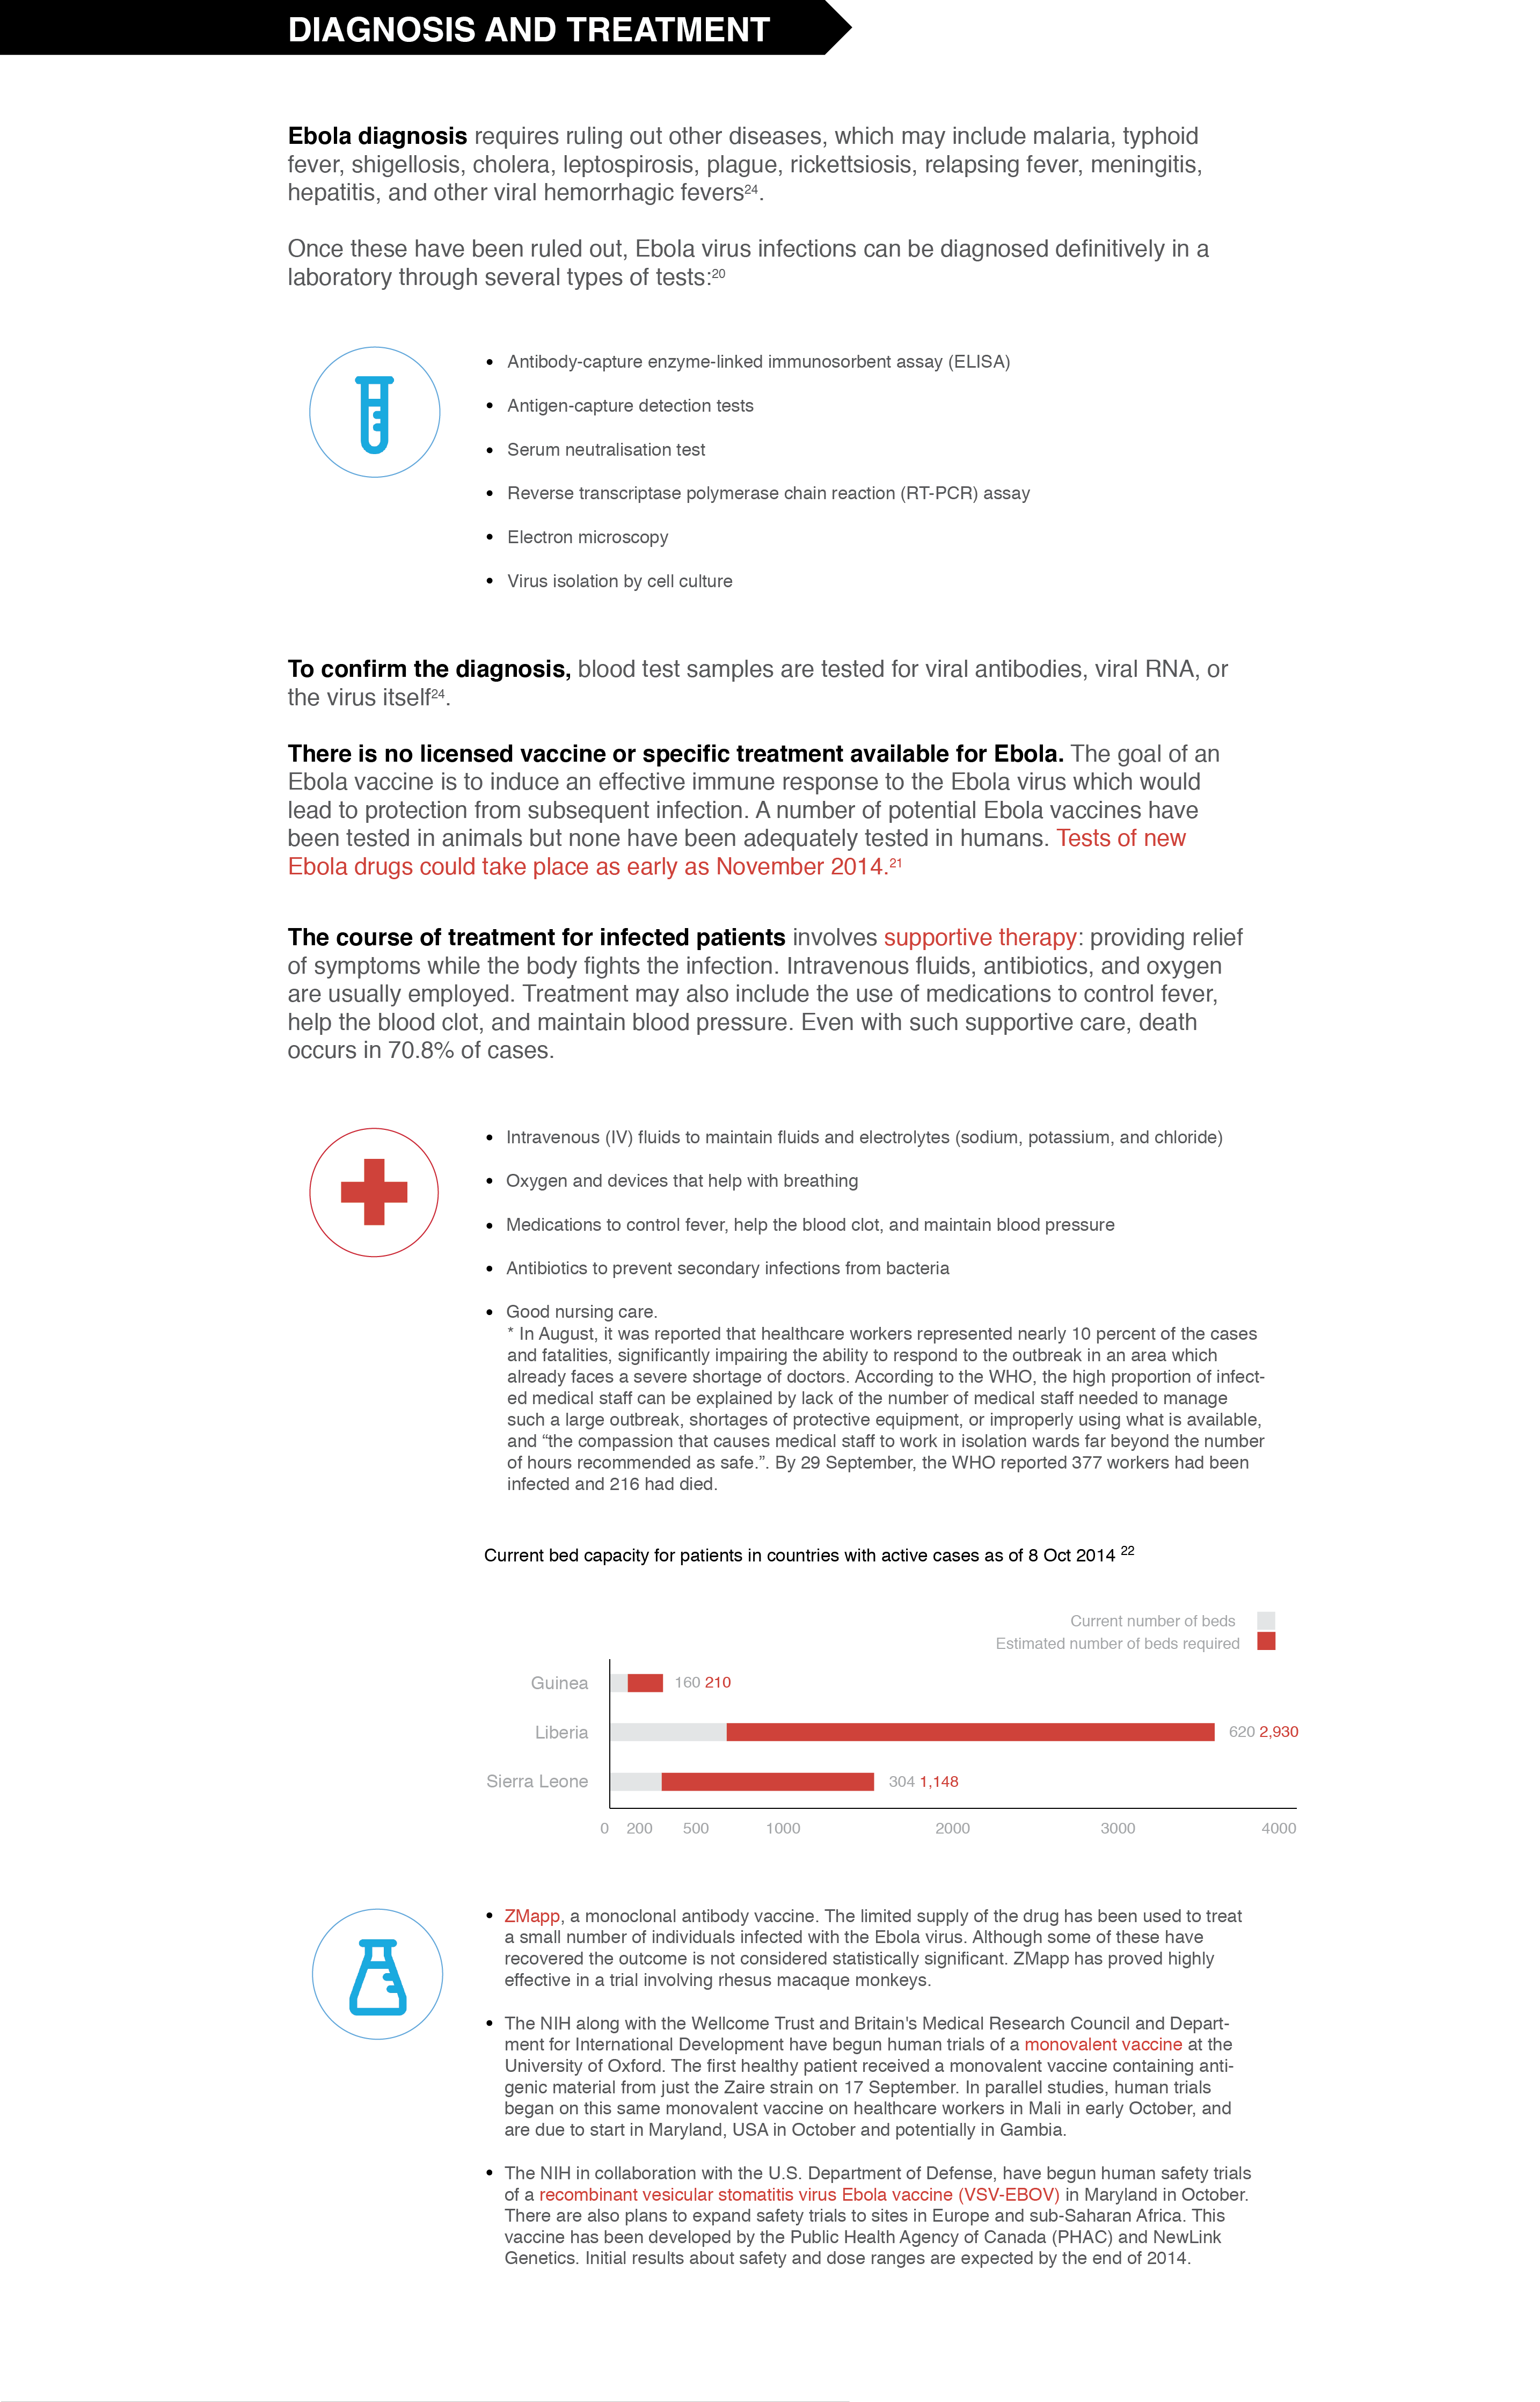 DIAGNOSIS AND TREATMENT
Ebola diagnosis requires ruling out other diseases, which may include malaria, typhoid
fever, shigellosis, cholera, leptospirosis, plague, rickettsiosis, relapsing fever, meningitis,
hepatitis, and other viral hemorrhagic fevers24.
Once these have been ruled out, Ebola virus infections can be diagnosed definitively in a
laboratory through several types of tests:20
• Antibody-capture enzyme-linked immunosorbent assay (ELISA)
• Antigen-capture detection tests
• Serum neutralisation test
• Reverse transcriptase polymerase chain reaction (RT-PCR) assay
• Electron microscopy
• Virus isolation by cell culture
To confirm the diagnosis, blood test samples are tested for viral antibodies, viral RNA, or
the virus itself24.
There is no licensed vaccine or specific treatment available for Ebola. The goal of an
Ebola vaccine is to induce an effective immune response to the Ebola virus which would
lead to protection from subsequent infection. A number of potential Ebola vaccines have
been tested in animals but none have been adequately tested in humans. Tests of new
Ebola drugs could take place as early as November 2014.21
The course of treatment for infected patients involves supportive therapy: providing relief
of symptoms while the body fights the infection. Intravenous fluids, antibiotics, and oxygen
are usually employed. Treatment may also include the use of medications to control fever,
help the blood clot, and maintain blood pressure. Even with such supportive care, death
occurs in 70.8% of cases.
• Intravenous (IV) fluids to maintain fluids and electrolytes (sodium, potassium, and chloride)
• Oxygen and devices that help with breathing
• Medications to control fever, help the blood clot, and maintain blood pressure
• Antibiotics to prevent secondary infections from bacteria
• Good nursing care.
* In August, it was reported that healthcare workers represented nearly 10 percent of the cases
and fatalities, significantly impairing the ability to respond to the outbreak in an area which
already faces a severe shortage of doctors. According to the WHO, the high proportion of infect-
ed medical staff can be explained by lack of the number of medical staff needed to manage
such a large outbreak, shortages of protective equipment, or improperly using what is available,
and “the compassion that causes medical staff to work in isolation wards far beyond the number
of hours recommended as safe.”. By 29 September, the WHO reported 377 workers had been
infected and 216 had died.
Current bed capacity for patients in countries with active cases as of 8 Oct 2014 22
Current number of beds
Estimated number of beds required
Guinea 160 210
Liberia 620 2,930
Sierra Leone 304 1,148
0 200 500 1000 2000 3000 4000
• ZMapp, a monoclonal antibody vaccine. The limited supply of the drug has been used to treat
a small number of individuals infected with the Ebola virus. Although some of these have
recovered the outcome is not considered statistically significant. ZMapp has proved highly
effective in a trial involving rhesus macaque monkeys.
• The NIH along with the Wellcome Trust and Britain's Medical Research Council and Depart-
ment for International Development have begun human trials of a monovalent vaccine at the
University of Oxford. The first healthy patient received a monovalent vaccine containing anti-
genic material from just the Zaire strain on 17 September. In parallel studies, human trials
began on this same monovalent vaccine on healthcare workers in Mali in early October, and
are due to start in Maryland, USA in October and potentially in Gambia.
• The NIH in collaboration with the U.S. Department of Defense, have begun human safety trials
of a recombinant vesicular stomatitis virus Ebola vaccine (VSV-EBOV) in Maryland in October.
There are also plans to expand safety trials to sites in Europe and sub-Saharan Africa. This
vaccine has been developed by the Public Health Agency of Canada (PHAC) and NewLink
Genetics. Initial results about safety and dose ranges are expected by the end of 2014.